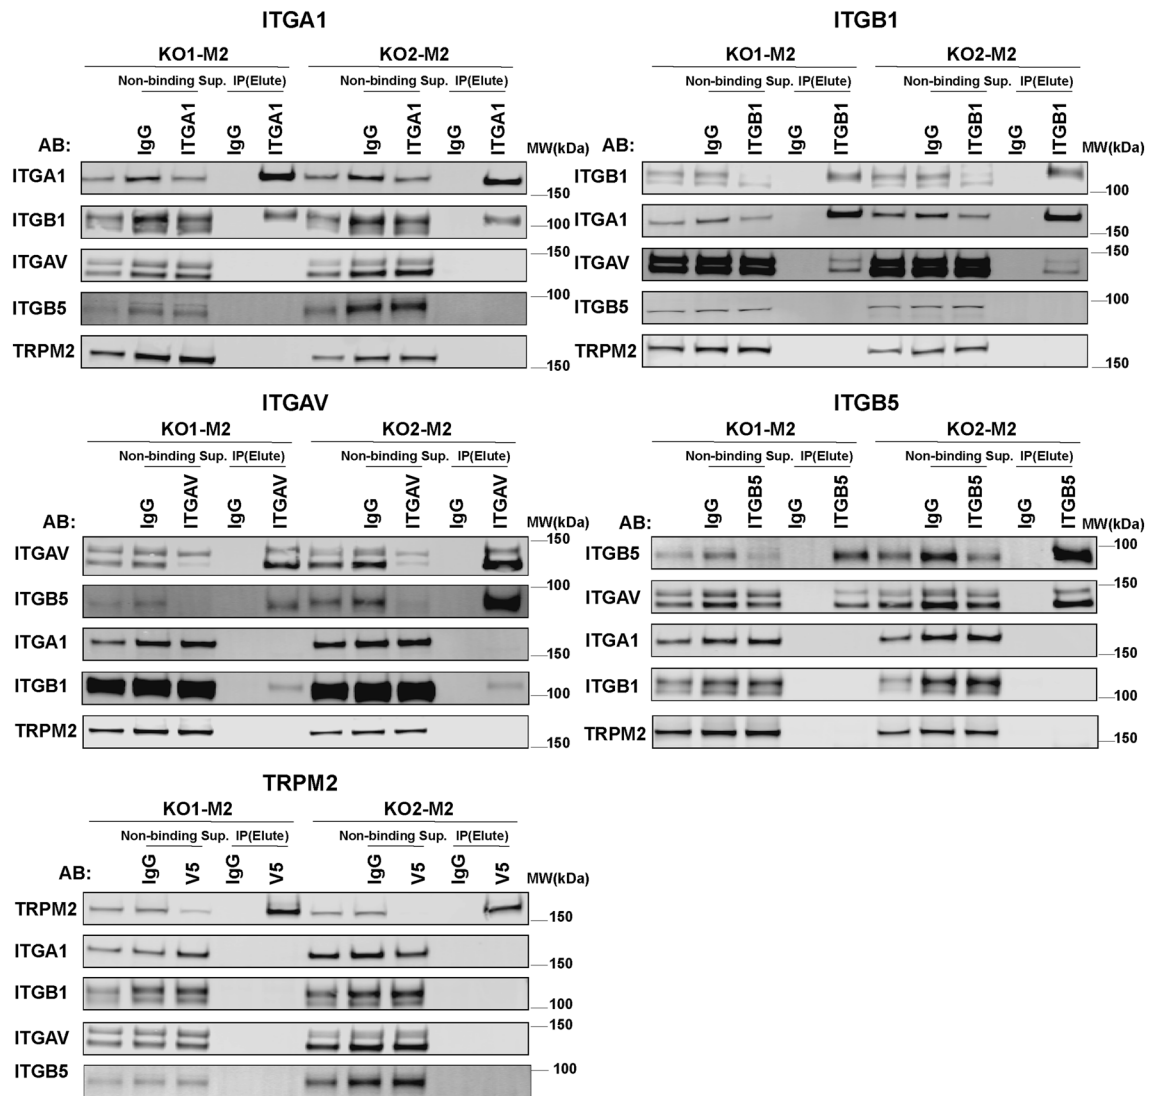 ITGA1
KO1-M2 KO2-M2
Non-binding Sup. IP(Elute) Non-binding Sup. IP(Elute)
AB: IgG ITGA1 IgG ITGA1 IgG ITGA1 IgG ITGA1 MW(kDa)
ITGA1 150
ITGB1 100
ITGAV 150
ITGB5 100
TRPM2 150
ITGB1
KO1-M2 KO2-M2
Non-binding Sup. IP(Elute) Non-binding Sup. IP(Elute)
AB: IgG ITGB1 IgG ITGB1 IgG ITGB1 IgG ITGB1 MW(kDa)
ITGB1 100
ITGA1 150
ITGAV 150
ITGB5 100
TRPM2 150
ITGAV
KO1-M2 KO2-M2
Non-binding Sup. IP(Elute) Non-binding Sup. IP(Elute)
AB: IgG ITGAV IgG ITGAV IgG ITGAV IgG ITGAV MW(kDa)
ITGAV 150
ITGB5 100
ITGA1 150
ITGB1 100
TRPM2 150
ITGB5
KO1-M2 KO2-M2
Non-binding Sup. IP(Elute) Non-binding Sup. IP(Elute)
AB: IgG ITGB5 IgG ITGB5 IgG ITGB5 IgG ITGB5 MW(kDa)
ITGB5 100
ITGAV 150
ITGA1 150
ITGB1 100
TRPM2 150
TRPM2
KO1-M2 KO2-M2
Non-binding Sup. IP(Elute) Non-binding Sup. IP(Elute)
AB: IgG V5 IgG V5 IgG V5 IgG V5 MW(kDa)
TRPM2 150
ITGA1 150
ITGB1 100
ITGAV 150
ITGB5 100